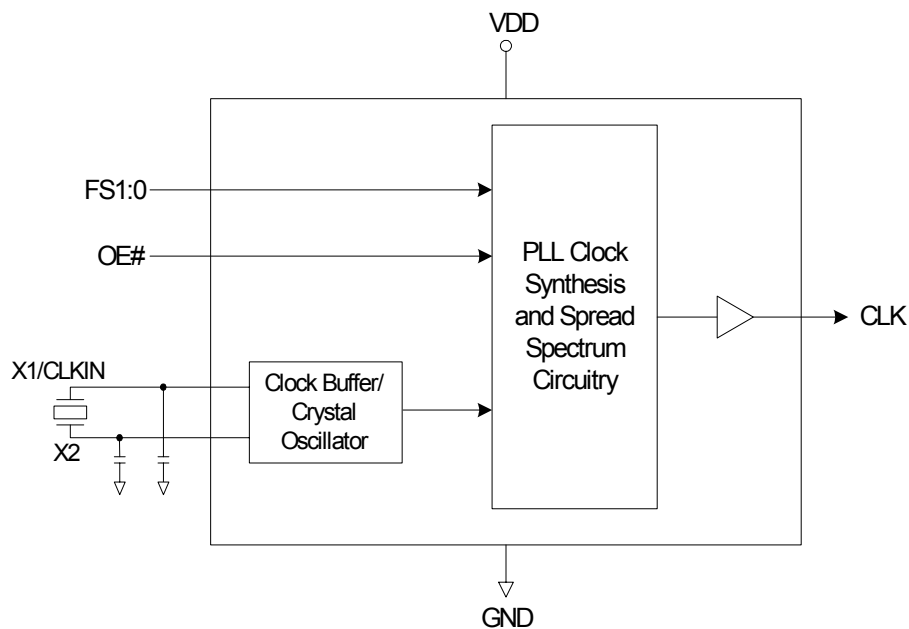 VDD
FS1:0
OE#
PLL Clock
Synthesis
and Spread
Spectrum
Circuitry
CLK
X1/CLKIN
X2
Clock Buffer/
Crystal
Oscillator
GND